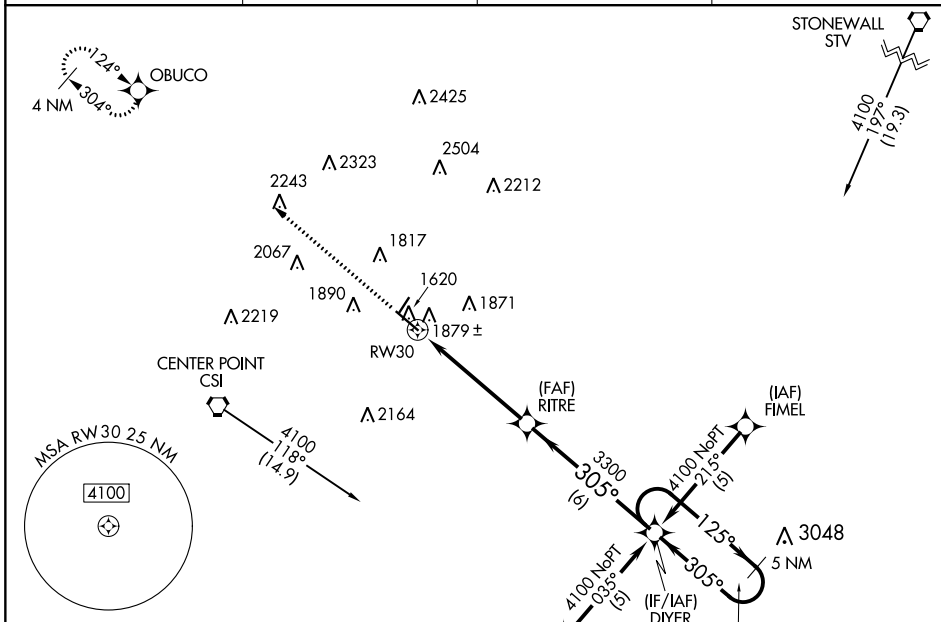 STONEWALL
STV
4100
197°
(19.3)
124°
304°
4 NM
OBUCO
2425
2323
2504
2212
2243
1817
2067
1620
1890
1871
2219
1879 ±
RW30
CENTER POINT
CSI
2164
4100
118°
(14.9)
(FAF)
RITRE
(IAF)
FIMEL
MSA RW30 25 NM
4100
3300
305°
(6)
4100 NoPT
215°
(5)
125°
305°
3048
5 NM
4100 NoPT
035°
(5)
(IF/IAF)
DIYER